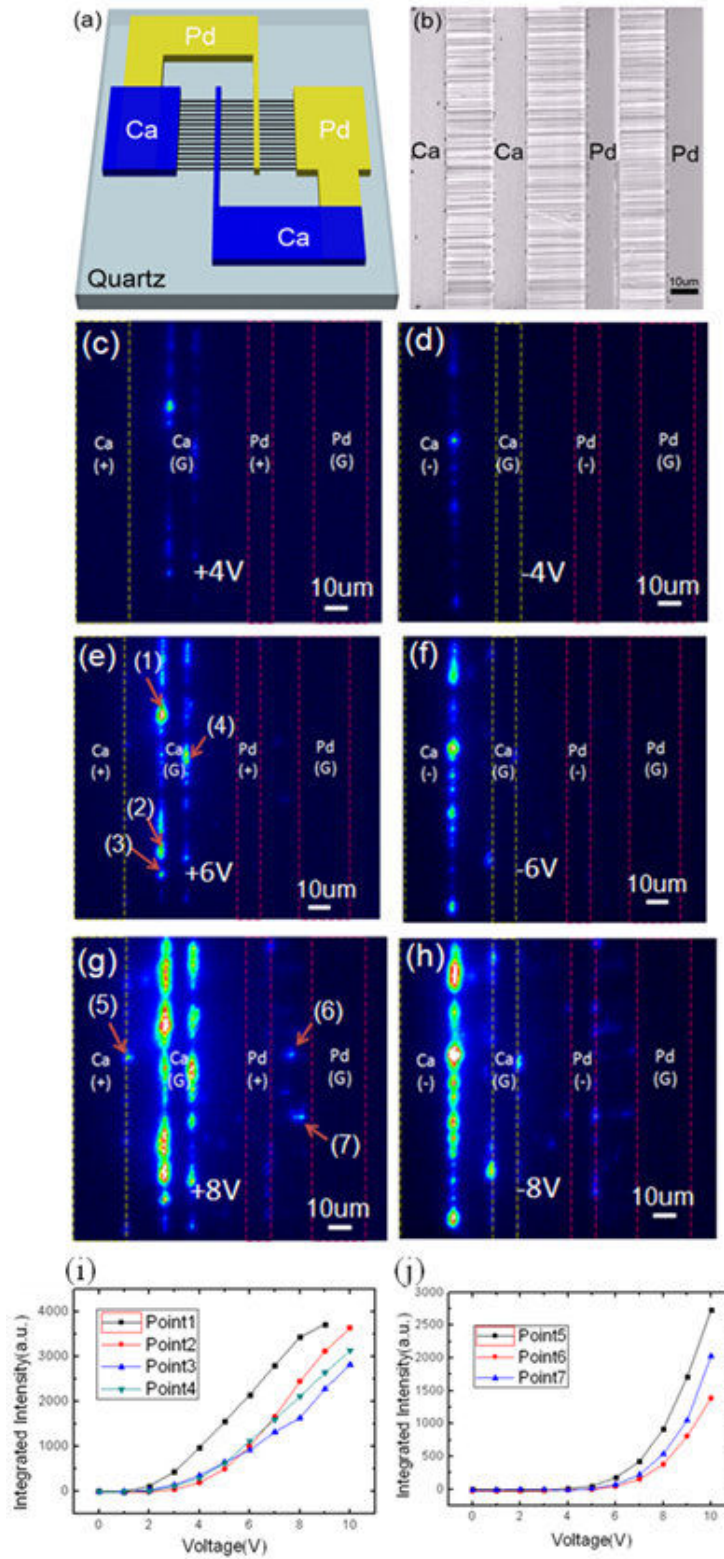 (a)
Pd
Ca
Pd
Ca
Quartz
(b)
Ca
Ca
Pd
Pd
10um
(c)
Ca
(+)
Ca
(G)
Pd
(+)
Pd
(G)
+4V
10um
(d)
Ca
(-)
Ca
(G)
Pd
(-)
Pd
(G)
-4V
10um
(e)
(1)
(4)
Ca
(+)
Ca
(G)
Pd
(+)
Pd
(G)
(2)
(3)
+6V
10um
(f)
Ca
(-)
Ca
(G)
Pd
(-)
Pd
(G)
-6V
10um
(g)
(5)
(6)
Ca
(+)
Ca
(G)
Pd
(+)
Pd
(G)
(7)
+8V
10um
(h)
Ca
(-)
Ca
(G)
Pd
(-)
Pd
(G)
-8V
10um
(i)
Integrated Intensity(a.u.)
4000
3000
2000
1000
0
Point1
Point2
Point3
Point4
0 2 4 6 8 10
Voltage(V)
(j)
Integrated Intensity(a.u.)
3000
2500
2000
1500
1000
500
0
Point5
Point6
Point7
0 2 4 6 8 10
Voltage(V)